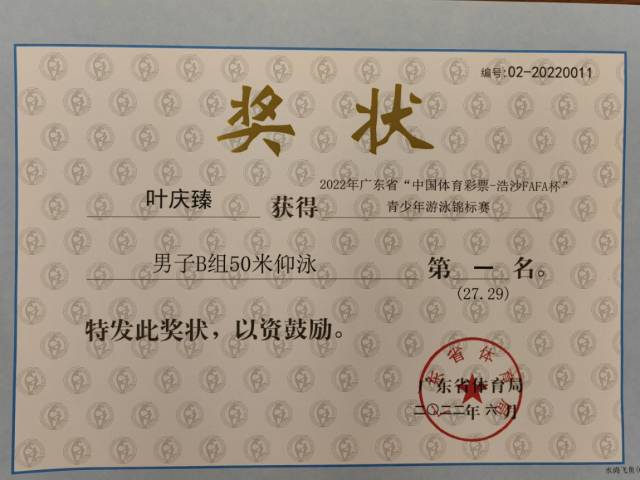 编号:02-20220011
奖状
叶庆臻 获得 2022年广东省“中国体育彩票-浩沙FAFA杯”
青少年游泳锦标赛
男子B组50米仰泳 第一名。
(27.29)
特发此奖状，以资鼓励。
广东省体育局
二〇二二年六月